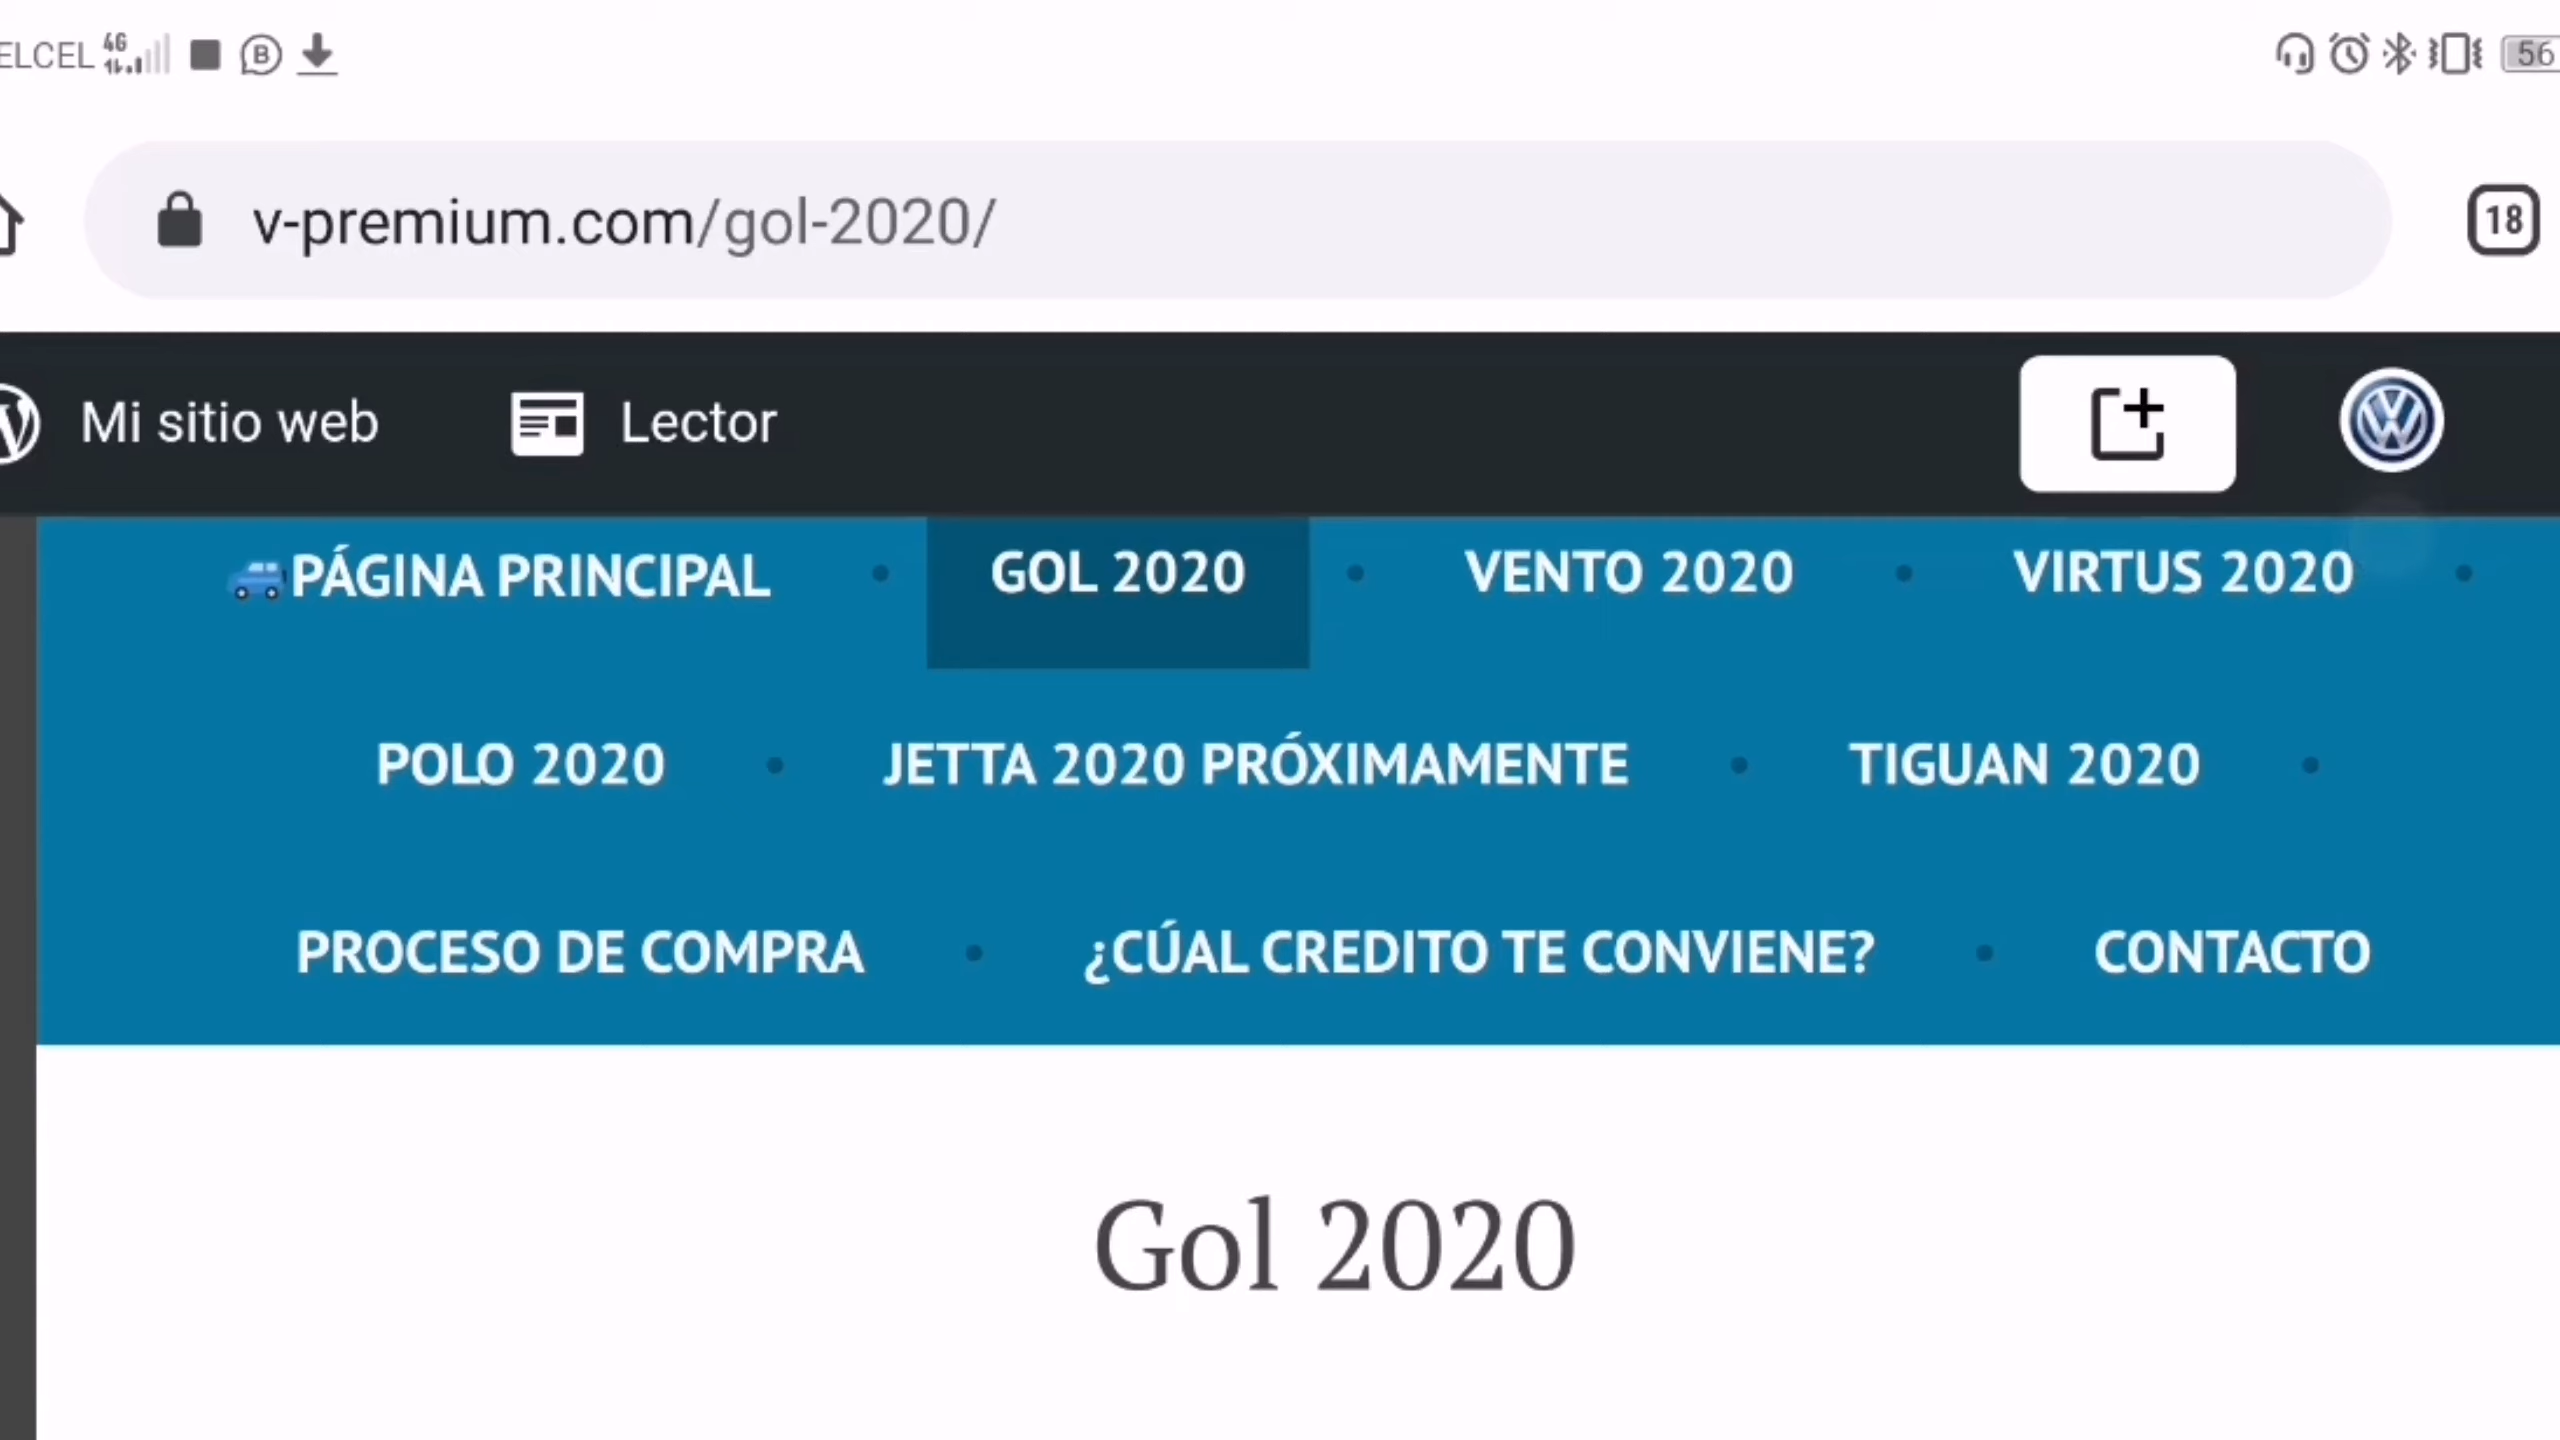 ELCEL 4G 56
v-premium.com/gol-2020/ 18
Mi sitio web Lector
PÁGINA PRINCIPAL GOL 2020 VENTO 2020 VIRTUS 2020
POLO 2020 JETTA 2020 PRÓXIMAMENTE TIGUAN 2020
PROCESO DE COMPRA ¿CÚAL CREDITO TE CONVIENE? CONTACTO
Gol 2020